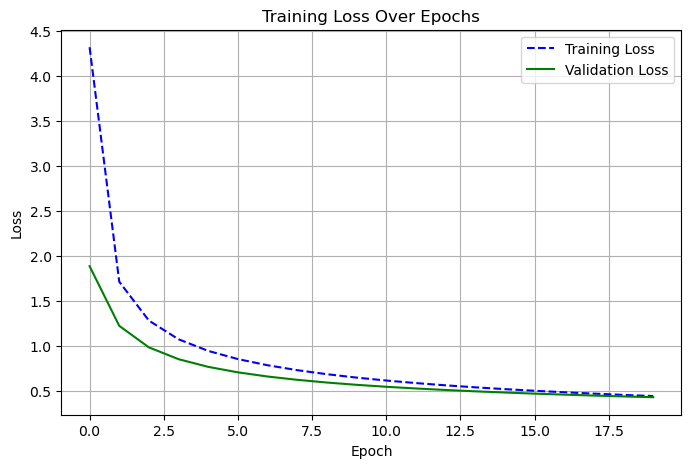 Training Loss Over Epochs
Training Loss
Validation Loss
4.5
4.0
3.5
3.0
2.5
2.0
1.5
1.0
0.5
Loss
0.0 2.5 5.0 7.5 10.0 12.5 15.0 17.5
Epoch